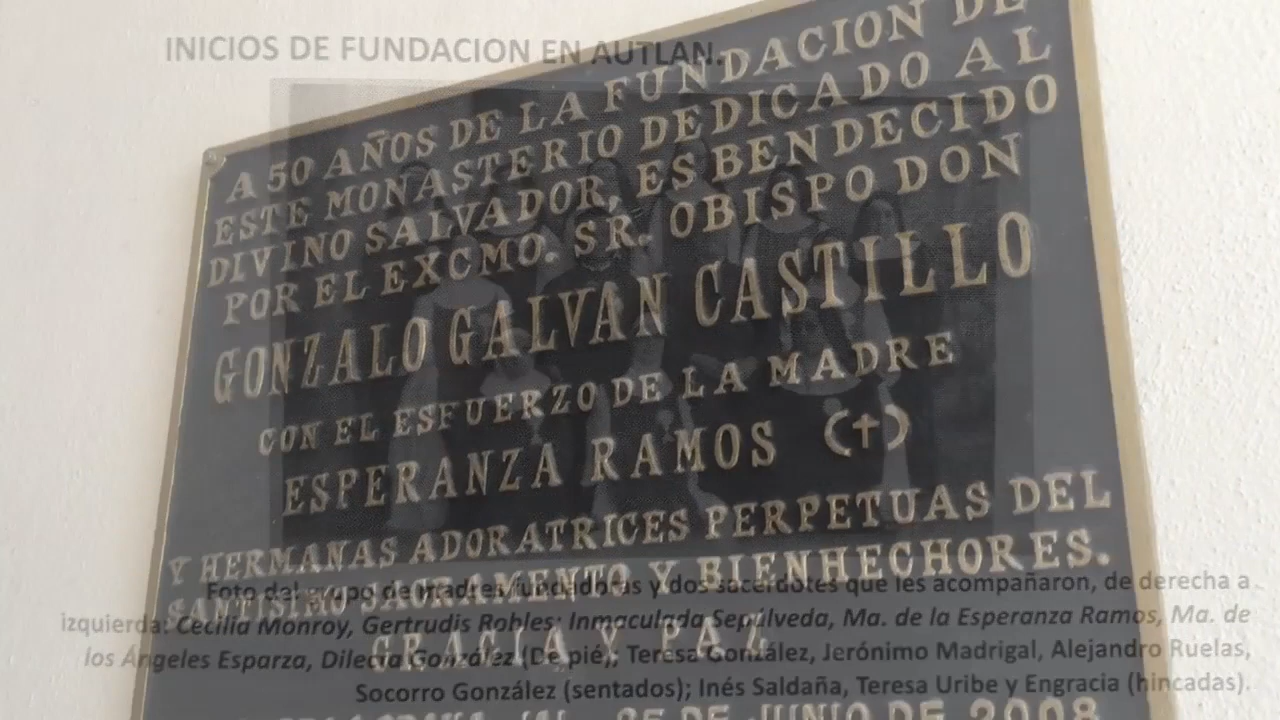 INICIOS DE FUNDACION EN AUTLAN.
A 50 AÑOS DE LA FUNDACION DE
ESTE MONASTERIO DEDICADO AL
DIVINO SALVADOR, ES BENDECIDO
POR EL EXCMO. SR. OBISPO DON
GONZALO GALVAN CASTILLO
CON EL ESFUERZO DE LA MADRE
ESPERANZA RAMOS (✝)
Y HERMANAS ADORATRICES PERPETUAS DEL
SANTISIMO SACRAMENTO Y BIENHECHORES.
GRACIA Y PAZ
25 DE JUNIO DE 2008
Foto del grupo de madres fundadoras y dos sacerdotes que les acompañaron, de derecha a
izquierda: Cecilia Monroy, Gertrudis Robles; Inmaculada Sepúlveda, Ma. de la Esperanza Ramos, Ma. de
los Ángeles Esparza, Dilecta González (De pié); Teresa González, Jerónimo Madrigal, Alejandro Ruelas,
Socorro González (sentados); Inés Saldaña, Teresa Uribe y Engracia (hincadas).